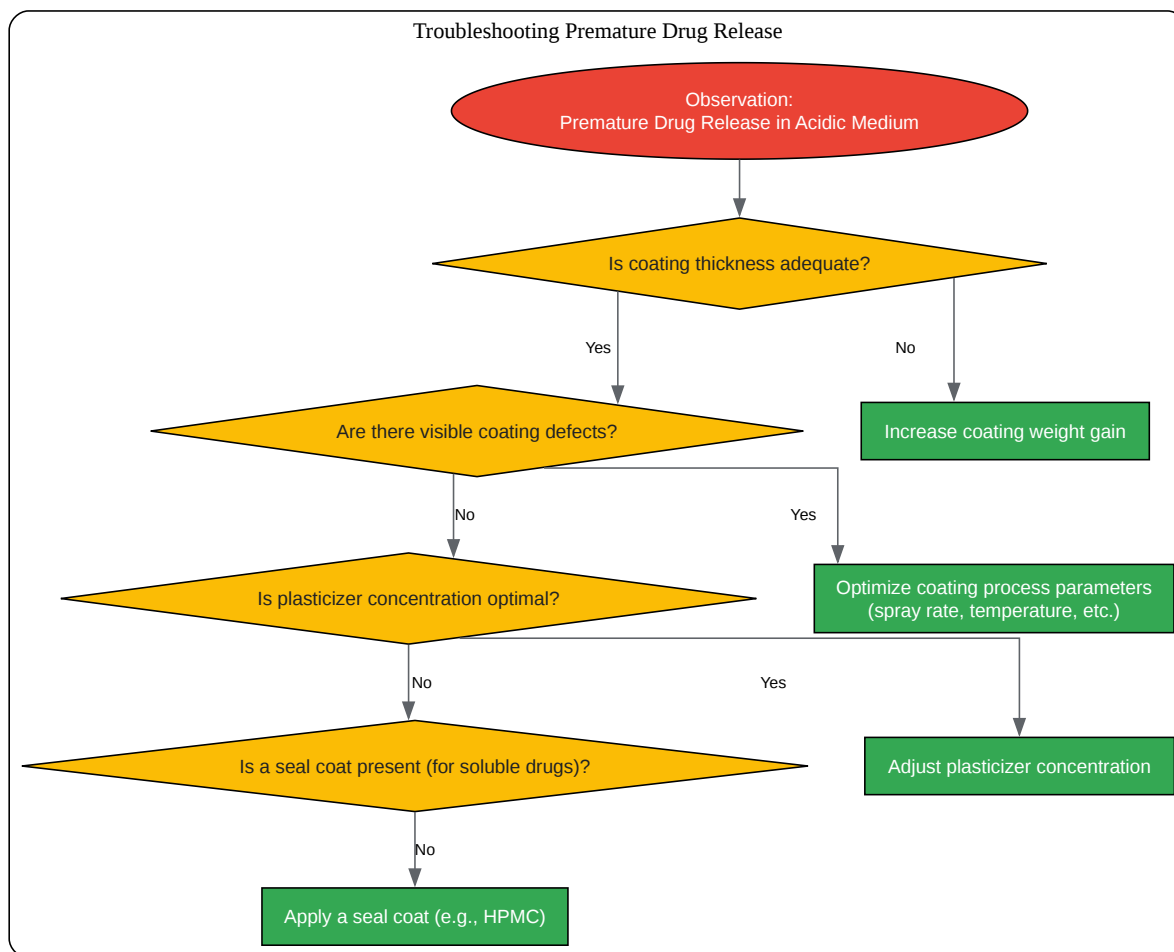 Troubleshooting Premature Drug Release
Observation:
Premature Drug Release in Acidic Medium
Is coating thickness adequate?
Yes
No
Are there visible coating defects?
Increase coating weight gain
No
Yes
Is plasticizer concentration optimal?
Optimize coating process parameters
(spray rate, temperature, etc.)
No
Yes
Is a seal coat present (for soluble drugs)?
Adjust plasticizer concentration
No
Apply a seal coat (e.g., HPMC)